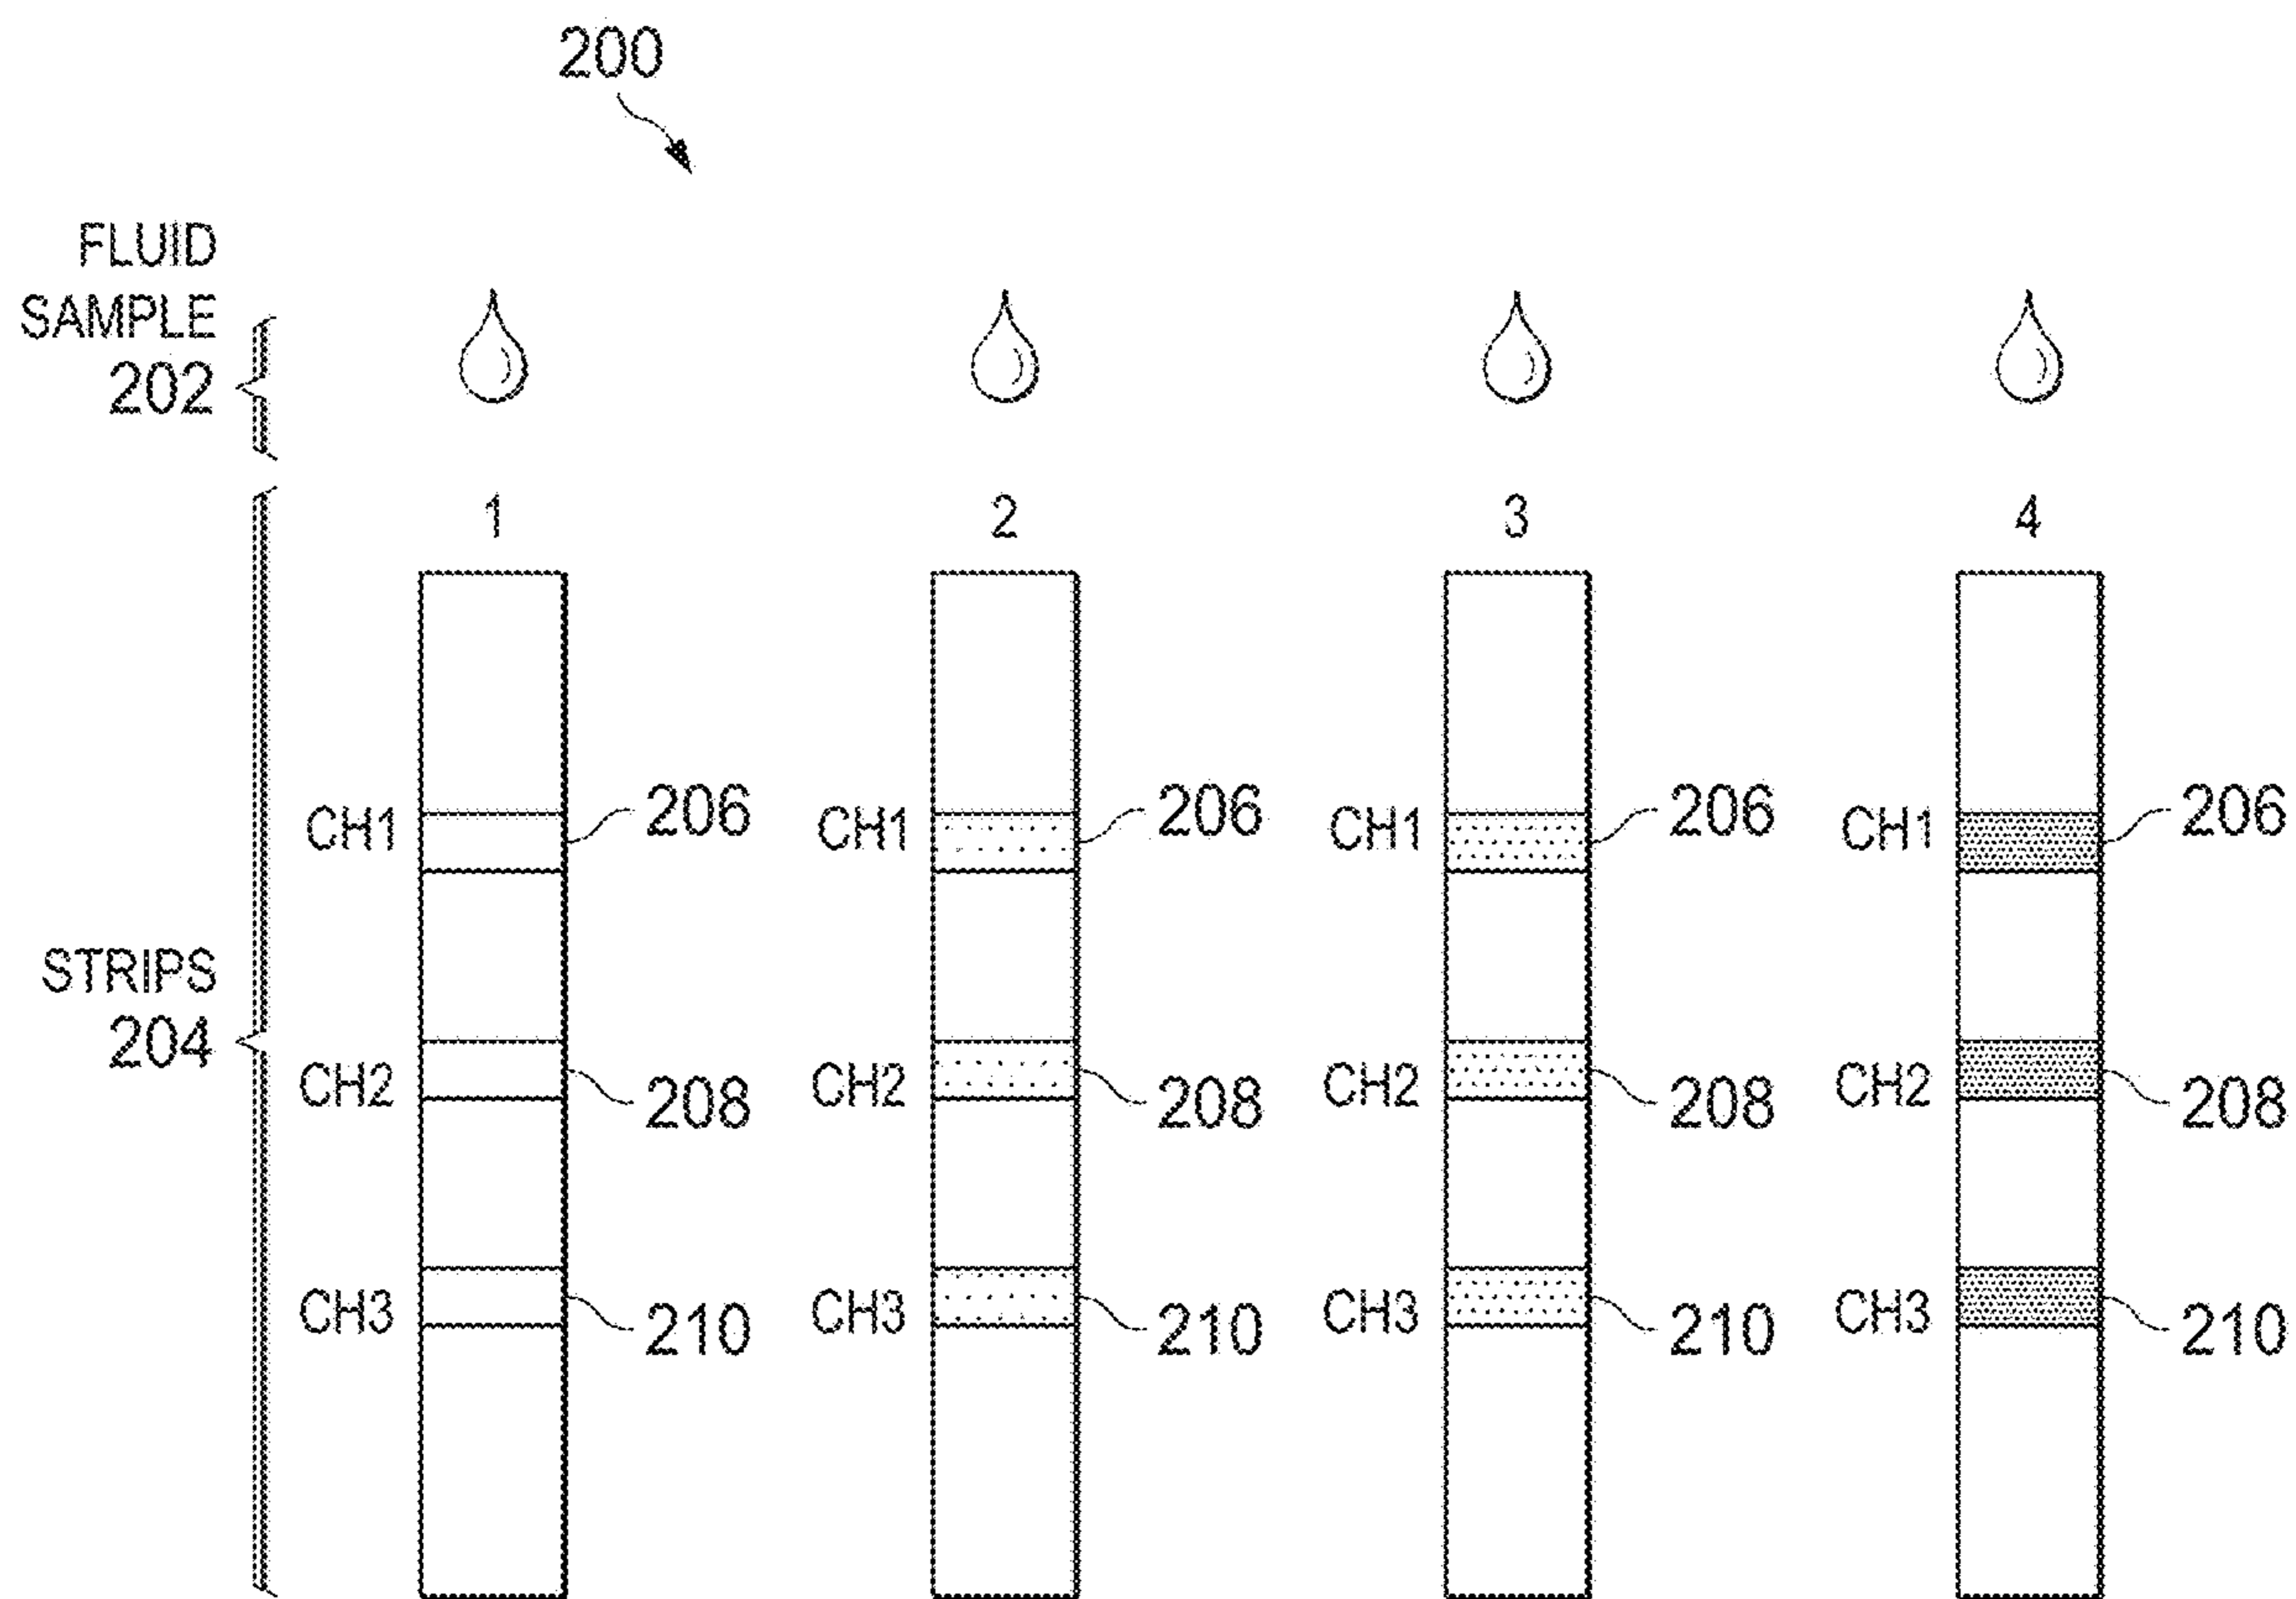 200
FLUID
SAMPLE
202
1 2 3 4
CH1 206 CH1 206 CH1 206 CH1 206
STRIPS
204
CH2 208 CH2 208 CH2 208 CH2 208
CH3 210 CH3 210 CH3 210 CH3 210